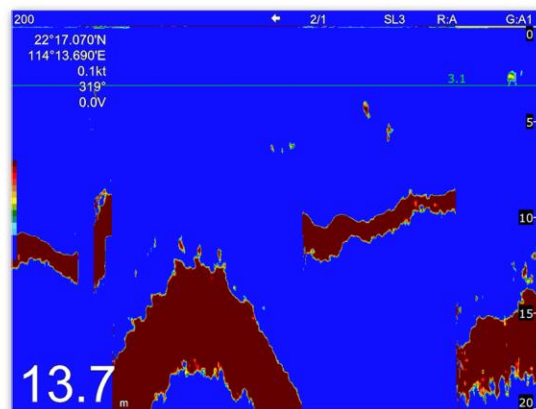 200 2/1 SL3 R:A G:A1
22°17.070'N
114°13.690'E
0.1kt
319°
0.0V
0
3.1
5
10
15
13.7
m
20